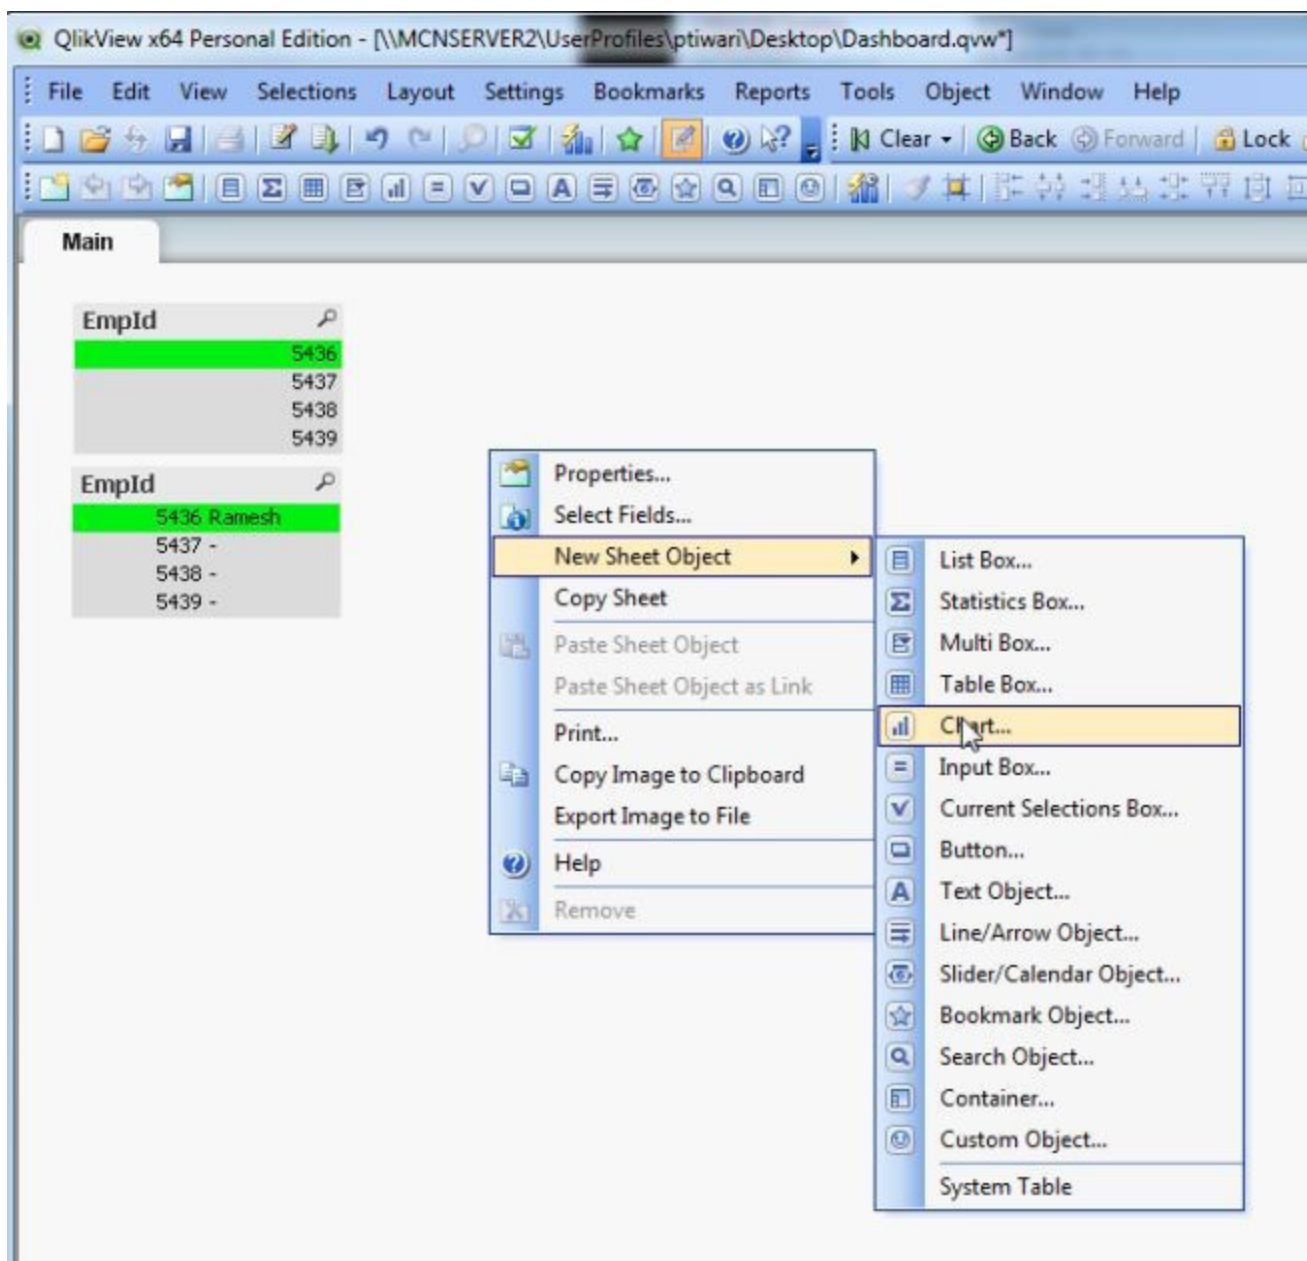 QlikView x64 Personal Edition - [\\MCNSERVER2\UserProfiles\ptiwari\Desktop\Dashboard.qvw*]
File Edit View Selections Layout Settings Bookmarks Reports Tools Object Window Help
Clear Back Forward Lock
Main
EmpId
5436
5437
5438
5439
EmpId
5436 Ramesh
5437 -
5438 -
5439 -
Properties...
Select Fields...
New Sheet Object
Copy Sheet
Paste Sheet Object
Paste Sheet Object as Link
Print...
Copy Image to Clipboard
Export Image to File
Help
Remove
List Box...
Statistics Box...
Multi Box...
Table Box...
Chart...
Input Box...
Current Selections Box...
Button...
Text Object...
Line/Arrow Object...
Slider/Calendar Object...
Bookmark Object...
Search Object...
Container...
Custom Object...
System Table